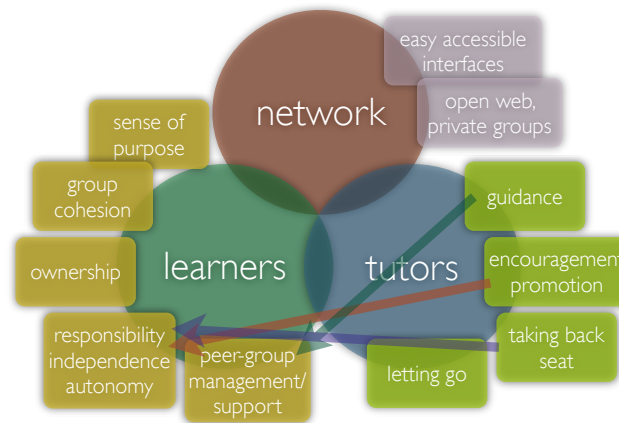 easy accessible
interfaces
network
open web,
private groups
sense of
purpose
group
cohesion
guidance
ownership
learners
tutors
encouragement
promotion
responsibility
independence
autonomy
peer-group
management/
support
letting go
taking back
seat